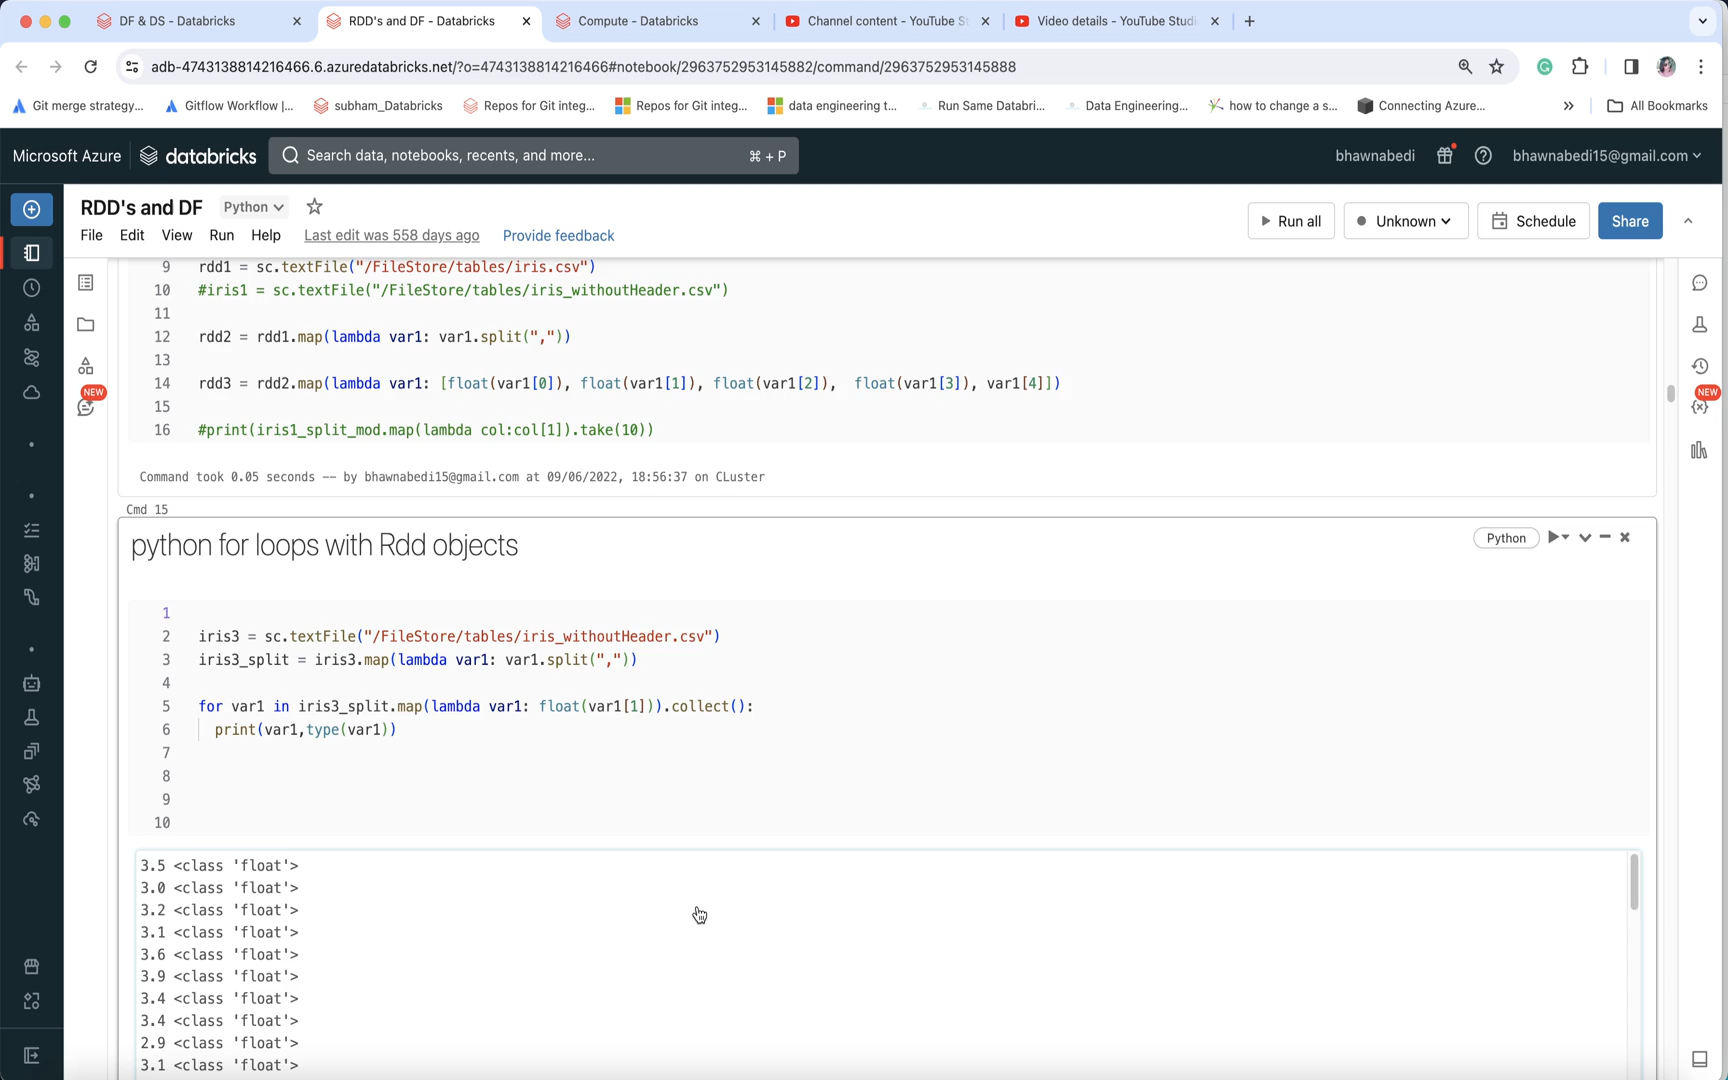 DF & DS - Databricks
RDD's and DF - Databricks
Compute - Databricks
Channel content - YouTube St
Video details - YouTube Studi
adb-4743138814216466.6.azuredatabricks.net/?o=4743138814216466#notebook/2963752953145882/command/2963752953145888
Git merge strategy...
Gitflow Workflow |...
subham_Databricks
Repos for Git integ...
Repos for Git integ...
data engineering t...
Run Same Databri...
Data Engineering...
how to change a s...
Connecting Azure...
»
All Bookmarks
Microsoft Azure
databricks
Search data, notebooks, recents, and more...
⌘ + P
bhawnabedi
bhawnabedi15@gmail.com
RDD's and DF
Python
Run all
Unknown
Schedule
Share
File
Edit
View
Run
Help
Last edit was 558 days ago
Provide feedback
NEW
NEW
9 rdd1 = sc.textFile("/FileStore/tables/iris.csv")
10 #iris1 = sc.textFile("/FileStore/tables/iris_withoutHeader.csv")
11
12 rdd2 = rdd1.map(lambda var1: var1.split(","))
13
14 rdd3 = rdd2.map(lambda var1: [float(var1[0]), float(var1[1]), float(var1[2]),  float(var1[3]), var1[4]])
15
16 #print(iris1_split_mod.map(lambda col:col[1]).take(10))
Command took 0.05 seconds -- by bhawnabedi15@gmail.com at 09/06/2022, 18:56:37 on CLuster
Cmd 15
python for loops with Rdd objects
Python
1
2 iris3 = sc.textFile("/FileStore/tables/iris_withoutHeader.csv")
3 iris3_split = iris3.map(lambda var1: var1.split(","))
4
5 for var1 in iris3_split.map(lambda var1: float(var1[1])).collect():
6   print(var1,type(var1))
7
8
9
10
3.5 <class 'float'>
3.0 <class 'float'>
3.2 <class 'float'>
3.1 <class 'float'>
3.6 <class 'float'>
3.9 <class 'float'>
3.4 <class 'float'>
3.4 <class 'float'>
2.9 <class 'float'>
3.1 <class 'float'>